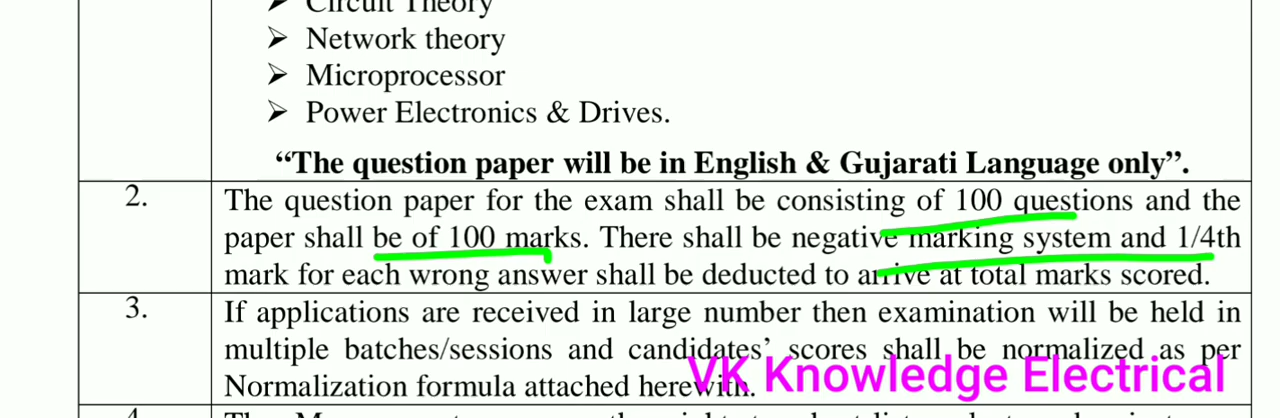 ➢ Circuit Theory
➢ Network theory
➢ Microprocessor
➢ Power Electronics & Drives.
“The question paper will be in English & Gujarati Language only”.
2. The question paper for the exam shall be consisting of 100 questions and the
paper shall be of 100 marks. There shall be negative marking system and 1/4th
mark for each wrong answer shall be deducted to arrive at total marks scored.
3. If applications are received in large number then examination will be held in
multiple batches/sessions and candidates’ scores shall be normalized as per
Normalization formula attached herewith.
VK Knowledge Electrical
4.